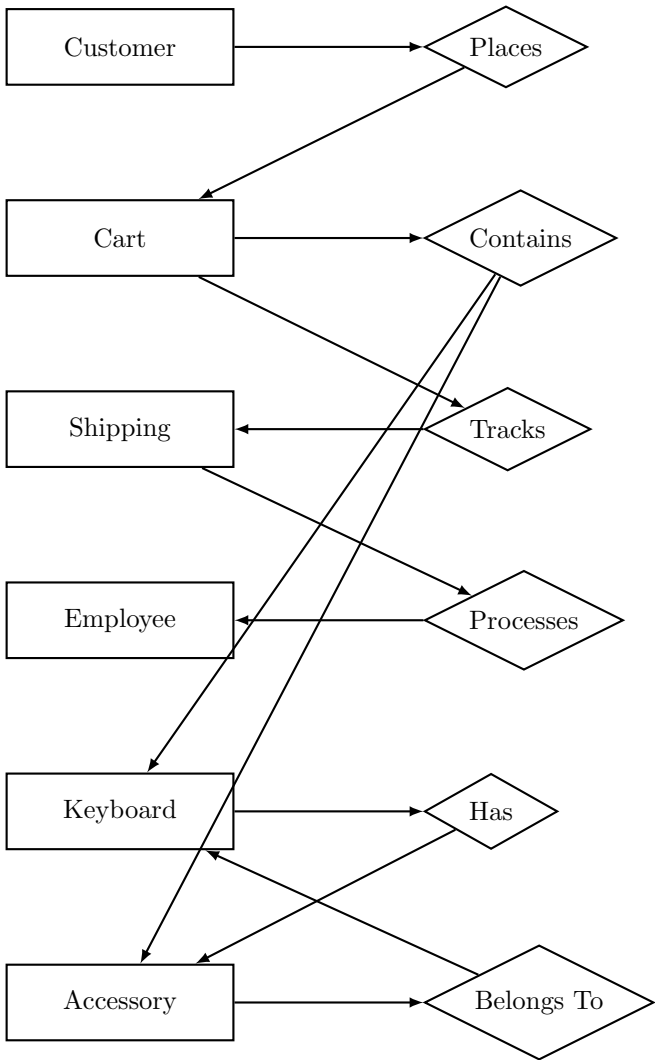 Customer
Places
Cart
Contains
Shipping
Tracks
Employee
Processes
Keyboard
Has
Accessory
Belongs To